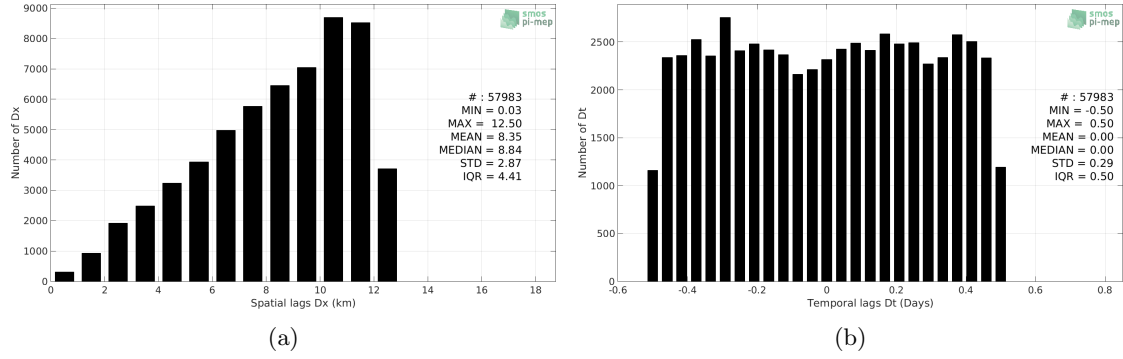 smos
pi-mep
9000
8000
7000
6000
5000
4000
3000
2000
1000
0
Number of Dx
# : 57983
MIN = 0.03
MAX = 12.50
MEAN = 8.35
MEDIAN = 8.84
STD = 2.87
IQR = 4.41
0 2 4 6 8 10 12 14 16 18
Spatial lags Dx (km)
(a)
smos
pi-mep
2500
2000
1500
1000
500
0
Number of Dt
# : 57983
MIN = -0.50
MAX = 0.50
MEAN = 0.00
MEDIAN = 0.00
STD = 0.29
IQR = 0.50
-0.6 -0.4 -0.2 0 0.2 0.4 0.6 0.8
Temporal lags Dt (Days)
(b)